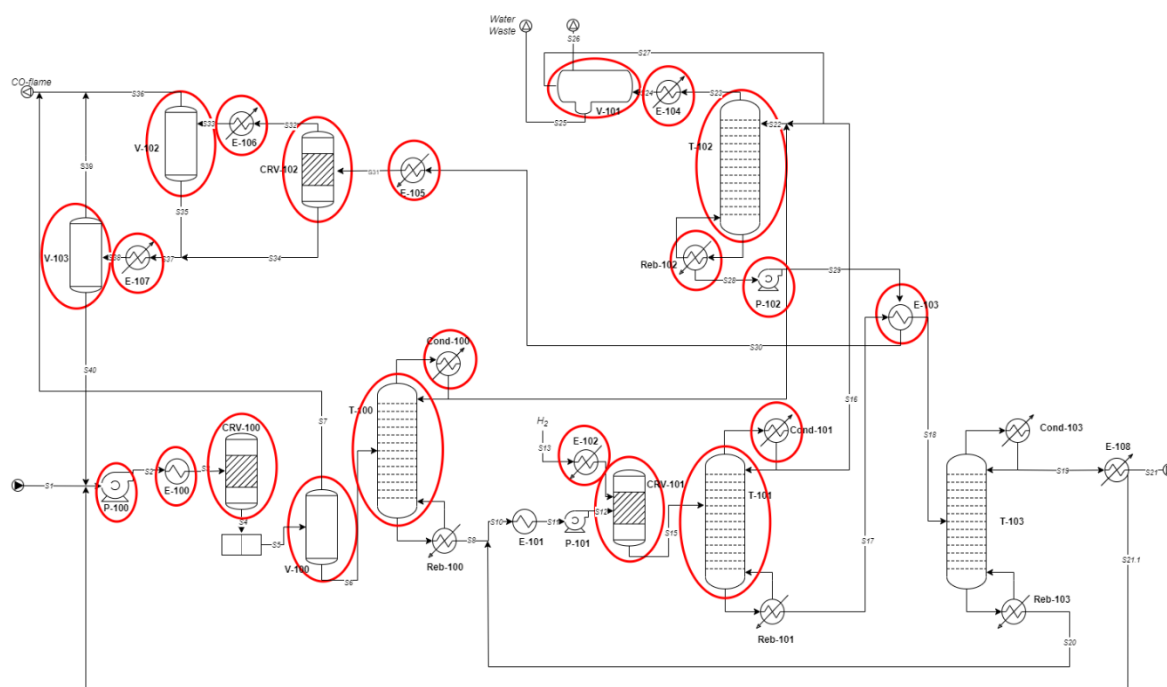 Water
Waste
S26
S27
CO-flame
S36
S33
S32
E-106
V-102
CRV-102
S31
E-105
V-101
S24
E-104
S23
S25
S22
T-102
S39
S35
S34
V-103
S38
S37
E-107
Reb-102
S28
P-102
S29
E-103
S30
S40
Cond-100
T-100
S7
S16
S18
CRV-100
H₂
S13
E-102
Cond-101
Cond-103
E-108
S19
S21
S1
S2
P-100
E-100
S4
S5
V-100
S6
Reb-100
S8
S10
E-101
S11
P-101
S12
CRV-101
S15
T-101
S17
Reb-101
T-103
S21.1
Reb-103
S20